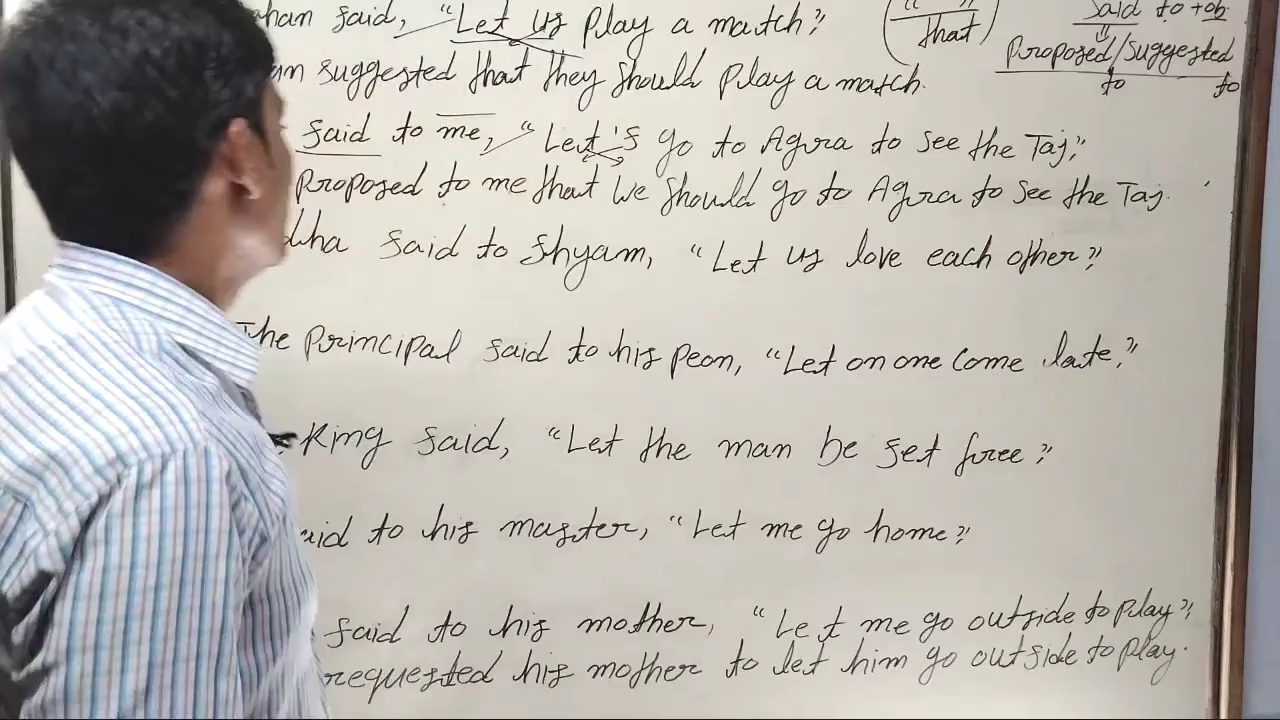 han said, "Let us play a match."
an suggested that they should play a match.
" "
that
said to + ob
Proposed/suggested
to to
said to me, "Let's go to Agra to see the Taj."
Proposed to me that we should go to Agra to see the Taj.
dha said to Shyam, "Let us love each other."
The Principal said to his peon, "Let on one come late."
King said, "Let the man be set free."
aid to his master, "Let me go home."
said to his mother, "Let me go outside to play."
requested his mother to let him go outside to play.